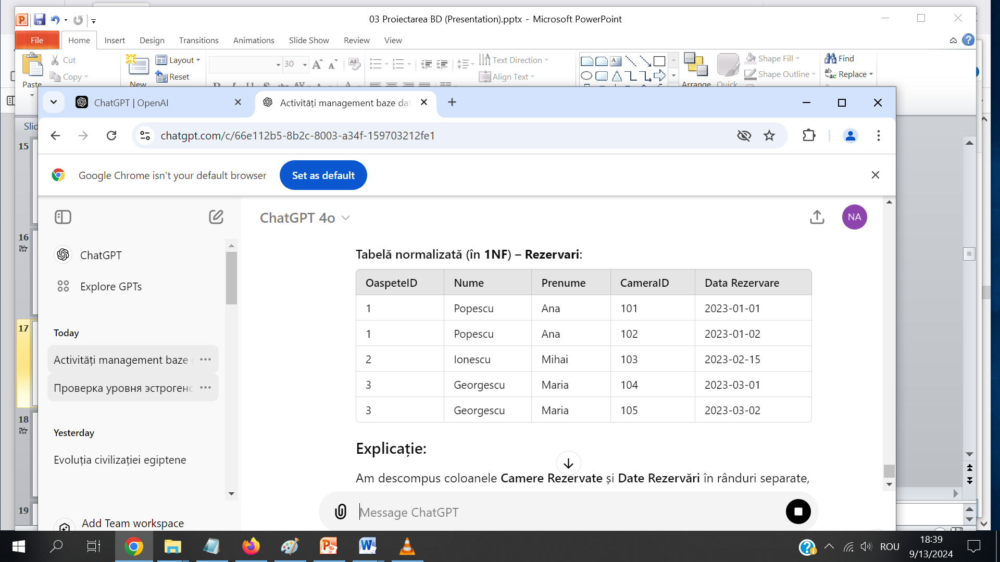 03 Proiectarea BD (Presentation).pptx - Microsoft PowerPoint
File Home Insert Design Transitions Animations Slide Show Review View
Paste
Cut
Copy
New
Layout
Reset
30
Text Direction
Align Text
Arrange
Quick
Shape Fill
Shape Outline
Find
Replace
ChatGPT | OpenAI
Activități management baze dat
chatgpt.com/c/66e112b5-8b2c-8003-a34f-159703212fe1
Google Chrome isn't your default browser
Set as default
15
16
17
18
19
ChatGPT
Explore GPTs
Today
Activități management baze
Проверка уровня эстроген
Yesterday
Evoluția civilizației egiptene
Add Team workspace
ChatGPT 4o
NA
Tabelă normalizată (în 1NF) – Rezervari:
OaspeteID Nume Prenume CameraID Data Rezervare
1 Popescu Ana 101 2023-01-01
1 Popescu Ana 102 2023-01-02
2 Ionescu Mihai 103 2023-02-15
3 Georgescu Maria 104 2023-03-01
3 Georgescu Maria 105 2023-03-02
Explicație:
Am descompus coloanele Camere Rezervate și Date Rezervări în rânduri separate,
Message ChatGPT
ROU
18:39
9/13/2024